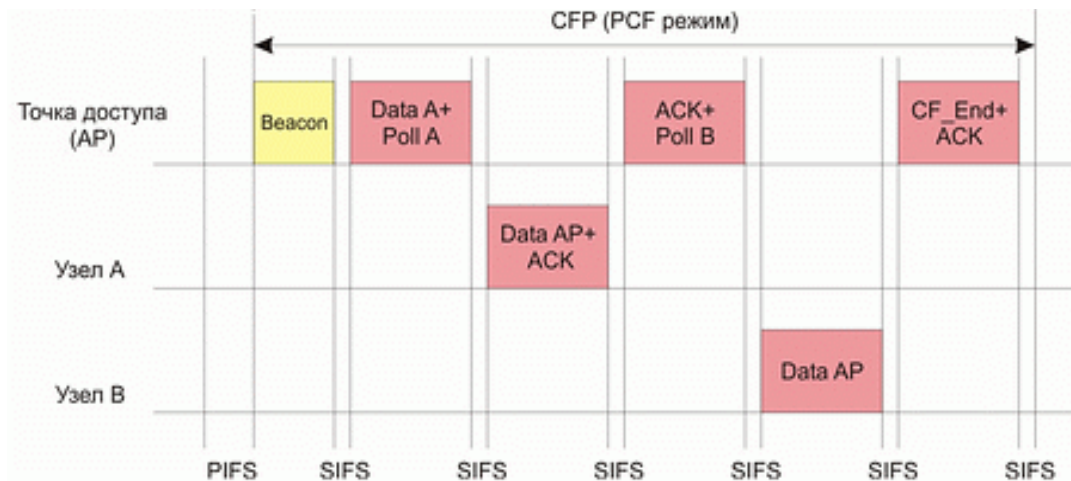 CFP (PCF режим)
Точка доступа
(AP)
Beacon
Data A+
Poll A
ACK+
Poll B
CF_End+
ACK
Узел A
Data AP+
ACK
Узел B
Data AP
PIFS SIFS SIFS SIFS SIFS SIFS SIFS